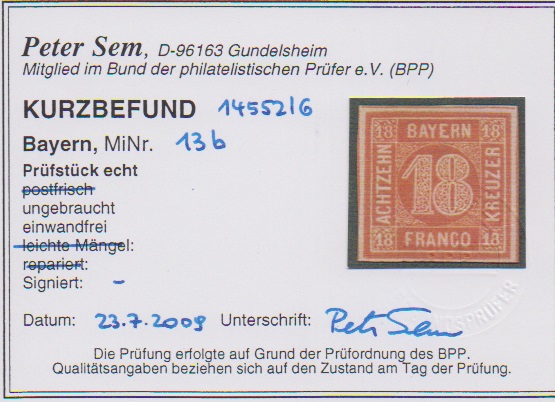 Peter Sem, D-96163 Gundelsheim
Mitglied im Bund der philatelistischen Prüfer e.V. (BPP)
KURZBEFUND 14552/6
Bayern, MiNr. 13b
Prüfstück echt
postfrisch
ungebraucht
einwandfrei
leichte Mängel:
repariert:
Signiert: -
Datum: 23.7.2009 Unterschrift: Peter Sem
18 BAYERN 18
ACHTZEHN
18
KREUZER
18 FRANCO 18
Die Prüfung erfolgte auf Grund der Prüfordnung des BPP.
Qualitätsangaben beziehen sich auf den Zustand am Tag der Prüfung.